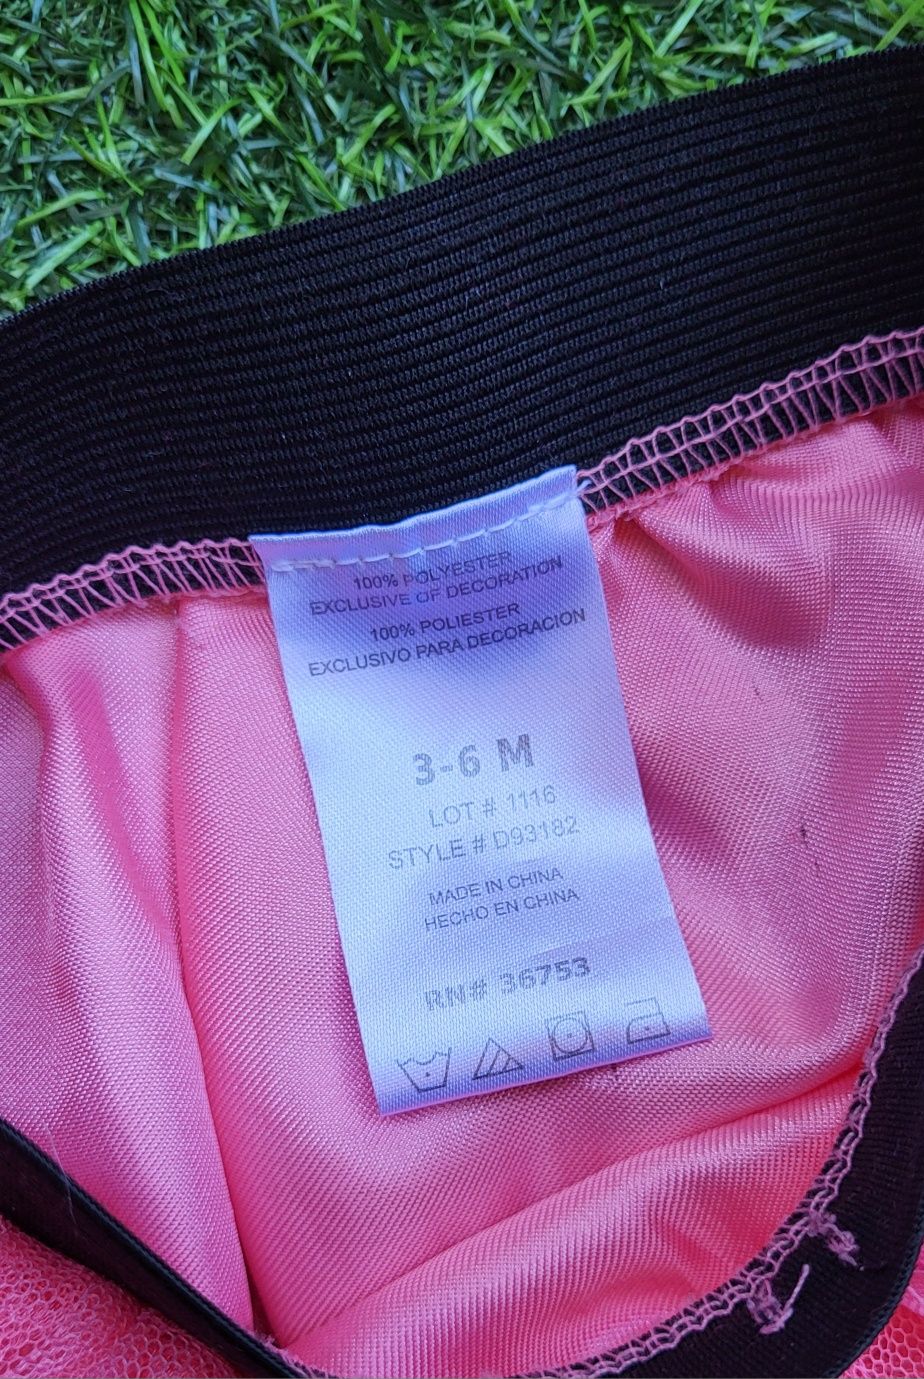 100% POLYESTER
EXCLUSIVE OF DECORATION
100% POLIESTER
EXCLUSIVO PARA DECORACION
3-6 M
LOT # 1116
STYLE # D93182
MADE IN CHINA
HECHO EN CHINA
RN# 36753